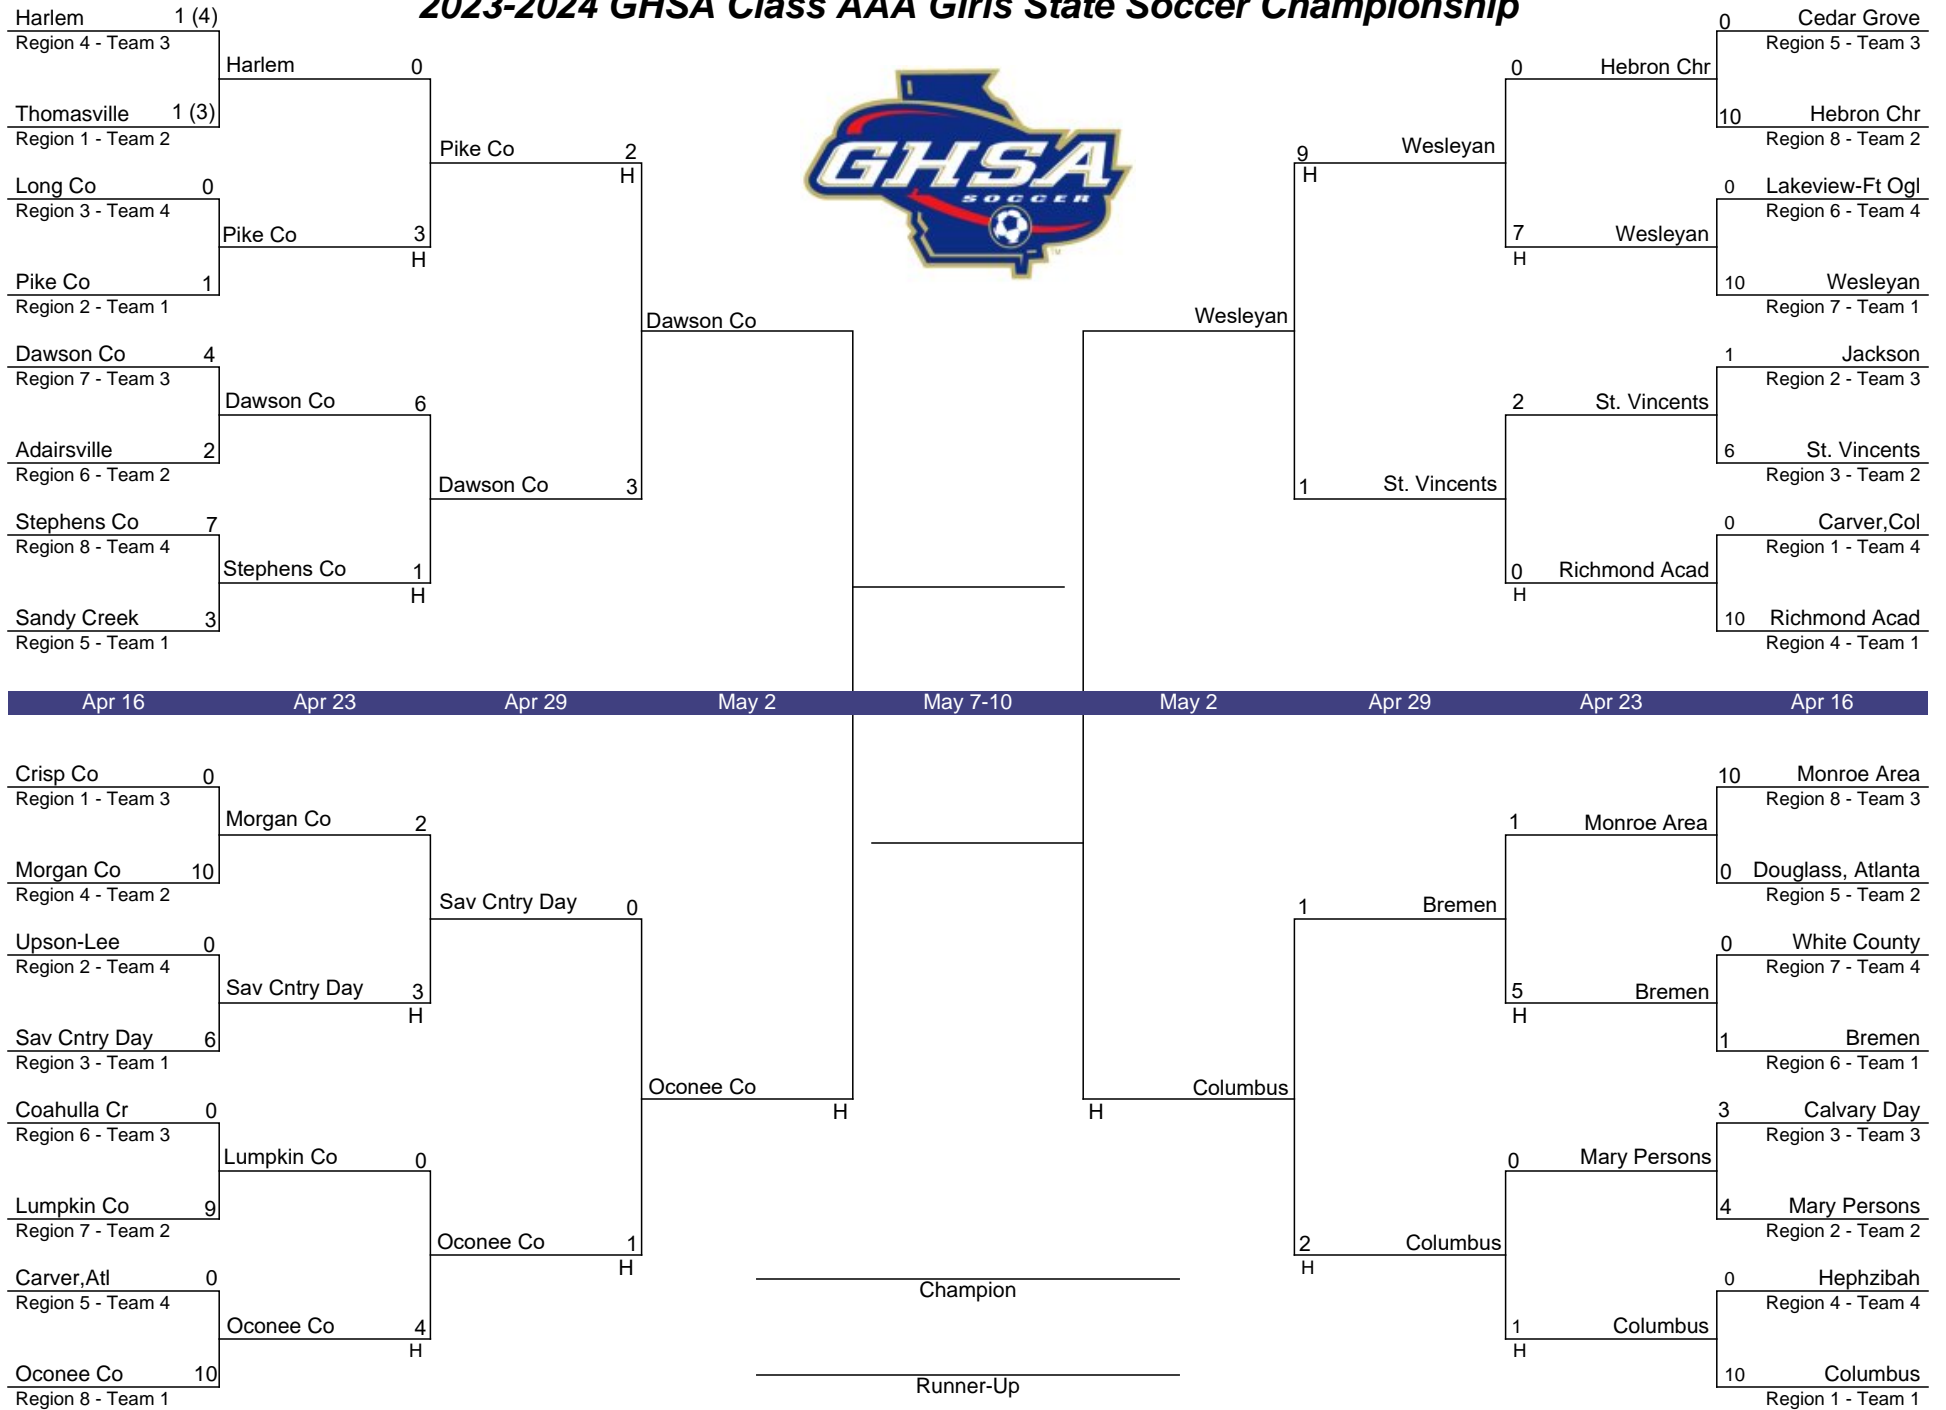 2023-2024 GHSA Class AAA Girls State Soccer Championship
Harlem 1 (4)
Region 4 - Team 3
Thomasville 1 (3)
Region 1 - Team 2
Long Co 0
Region 3 - Team 4
Pike Co 1
Region 2 - Team 1
Dawson Co 4
Region 7 - Team 3
Adairsville 2
Region 6 - Team 2
Stephens Co 7
Region 8 - Team 4
Sandy Creek 3
Region 5 - Team 1
Harlem 0
Pike Co 3
H
Dawson Co 6
Stephens Co 1
H
Pike Co 2
H
Dawson Co 3
Dawson Co
GHSA
SOCCER
TM
Wesleyan
9 Wesleyan
H
1 St. Vincents
0 Hebron Chr
7 Wesleyan
H
2 St. Vincents
0 Richmond Acad
H
0 Cedar Grove
Region 5 - Team 3
10 Hebron Chr
Region 8 - Team 2
0 Lakeview-Ft Ogl
Region 6 - Team 4
10 Wesleyan
Region 7 - Team 1
1 Jackson
Region 2 - Team 3
6 St. Vincents
Region 3 - Team 2
0 Carver,Col
Region 1 - Team 4
10 Richmond Acad
Region 4 - Team 1
Apr 16 Apr 23 Apr 29 May 2 May 7-10 May 2 Apr 29 Apr 23 Apr 16
Crisp Co 0
Region 1 - Team 3
Morgan Co 10
Region 4 - Team 2
Upson-Lee 0
Region 2 - Team 4
Sav Cntry Day 6
Region 3 - Team 1
Coahulla Cr 0
Region 6 - Team 3
Lumpkin Co 9
Region 7 - Team 2
Carver,Atl 0
Region 5 - Team 4
Oconee Co 10
Region 8 - Team 1
Morgan Co 2
Sav Cntry Day 3
H
Lumpkin Co 0
Oconee Co 4
H
Sav Cntry Day 0
Oconee Co 1
H
Oconee Co
H
Columbus
H
1 Bremen
2 Columbus
H
1 Monroe Area
5 Bremen
H
0 Mary Persons
1 Columbus
H
10 Monroe Area
Region 8 - Team 3
0 Douglass, Atlanta
Region 5 - Team 2
0 White County
Region 7 - Team 4
1 Bremen
Region 6 - Team 1
3 Calvary Day
Region 3 - Team 3
4 Mary Persons
Region 2 - Team 2
0 Hephzibah
Region 4 - Team 4
10 Columbus
Region 1 - Team 1
Champion
Runner-Up